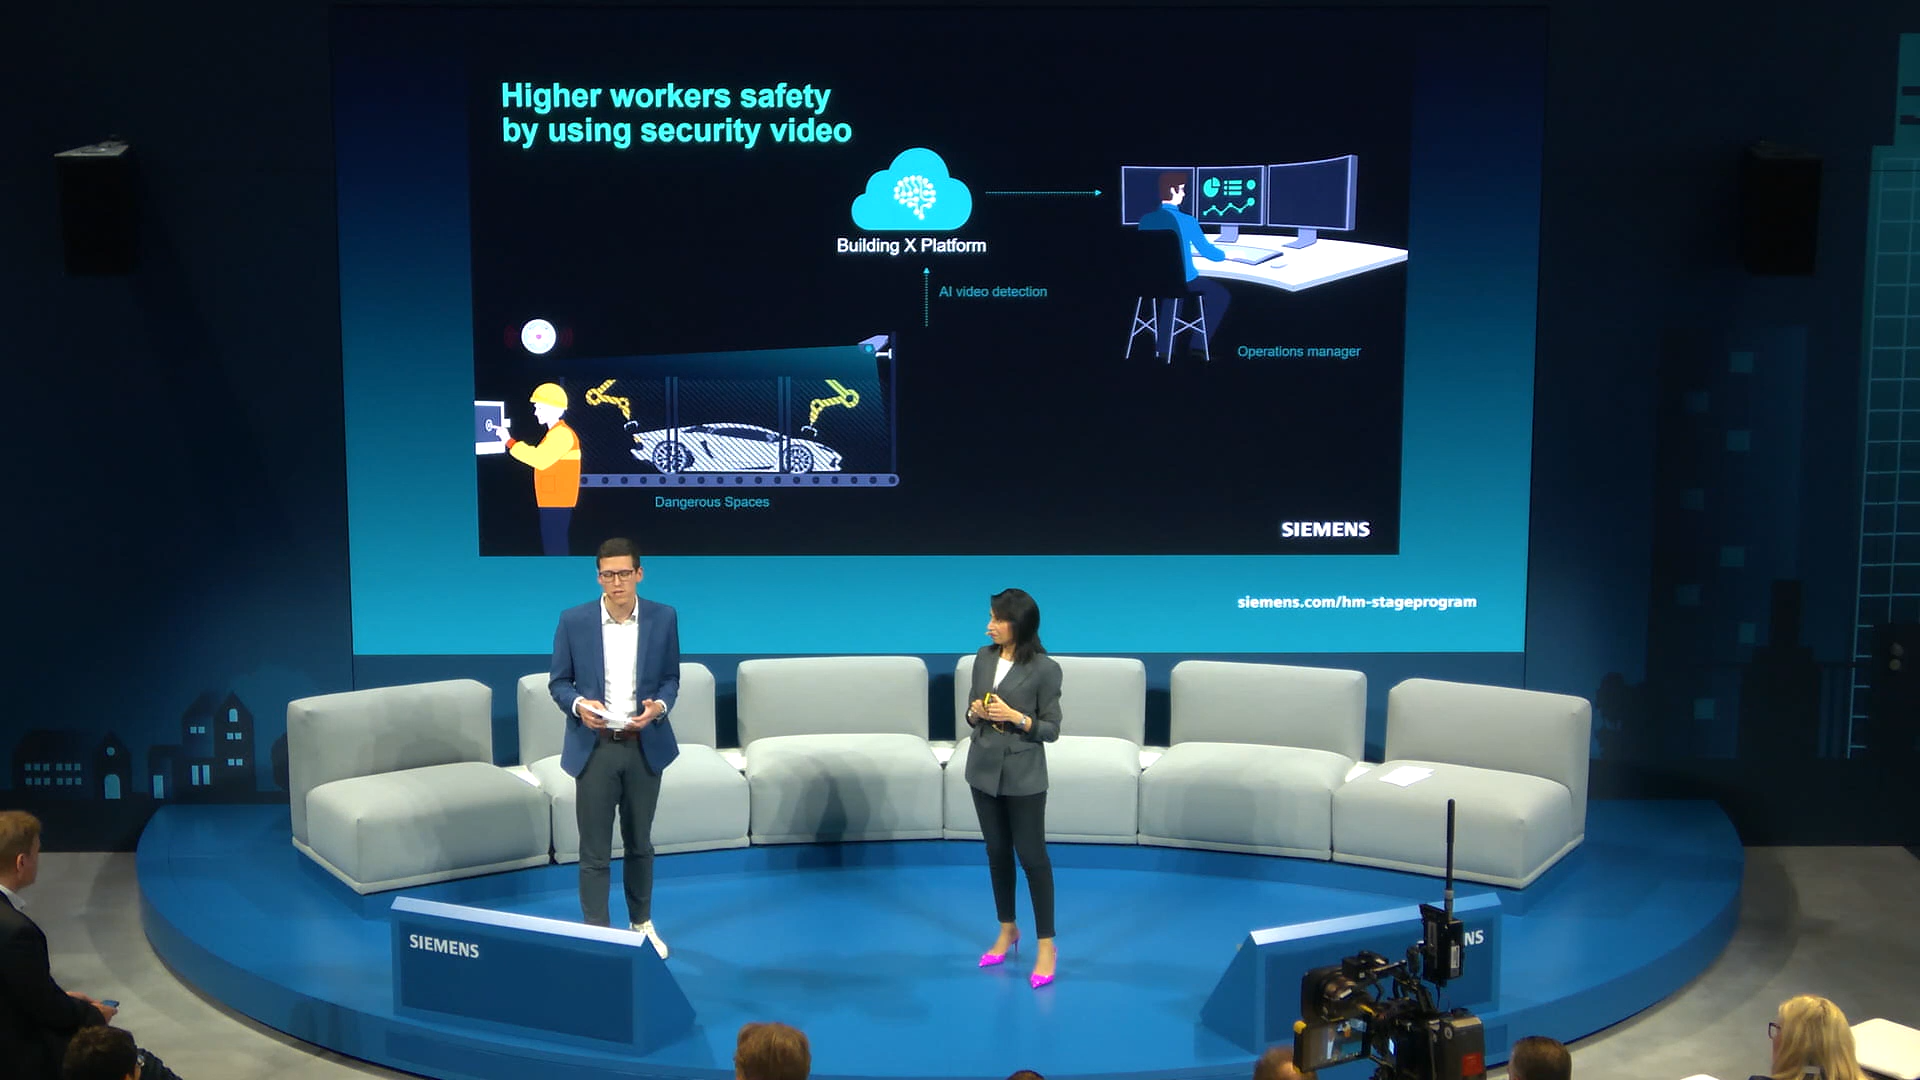 Higher workers safety
by using security video
Building X Platform
AI video detection
Operations manager
Dangerous Spaces
SIEMENS
siemens.com/hm-stageprogram
SIEMENS
NS